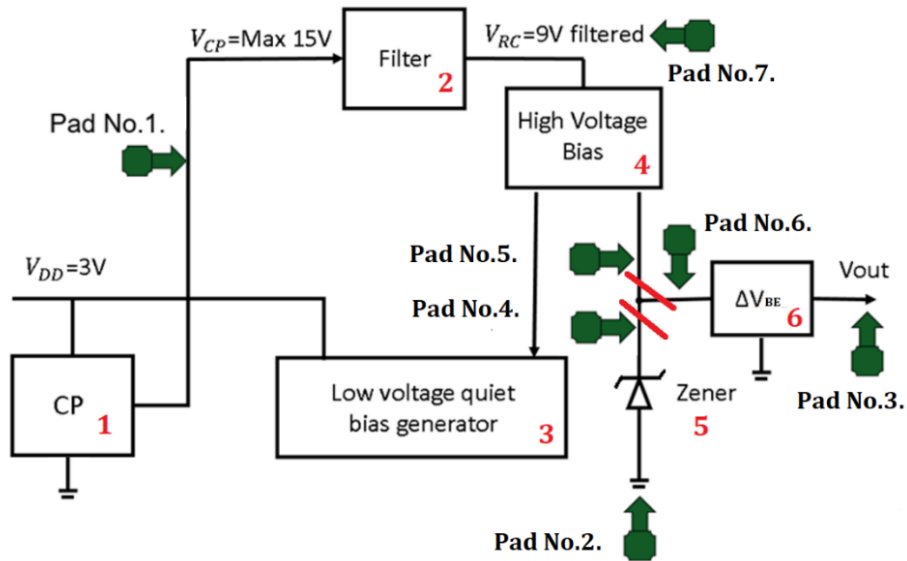 V_CP=Max 15V
Filter
2
V_RC=9V filtered
Pad No.7.
Pad No.1.
High Voltage
Bias
4
Pad No.6.
Pad No.5.
V_DD=3V
Pad No.4.
ΔV_BE
6
Vout
CP
1
Low voltage quiet
bias generator
3
Zener
5
Pad No.3.
Pad No.2.